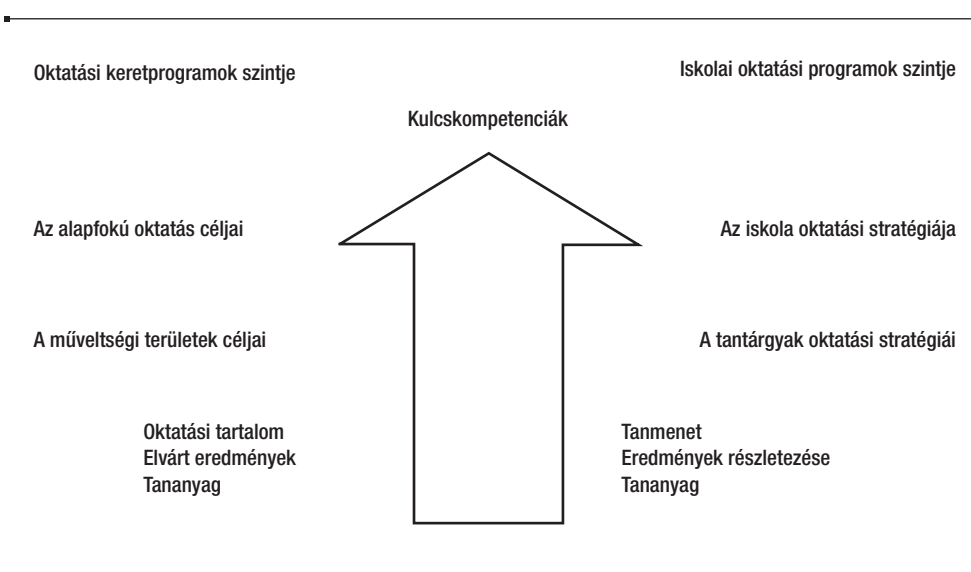 Oktatási keretprogramok szintje
Iskolai oktatási programok szintje
Kulcskompetenciák
Az alapfokú oktatás céljai
Az iskola oktatási stratégiája
A műveltségi területek céljai
A tantárgyak oktatási stratégiái
Oktatási tartalom
Elvárt eredmények
Tananyag
Tanmenet
Eredmények részletezése
Tananyag